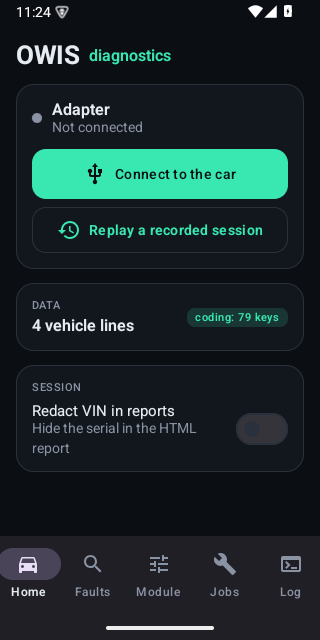 11:24
OWIS diagnostics
Adapter
Not connected
Connect to the car
Replay a recorded session
DATA
4 vehicle lines
coding: 79 keys
SESSION
Redact VIN in reports
Hide the serial in the HTML
report
Home Faults Module Jobs Log